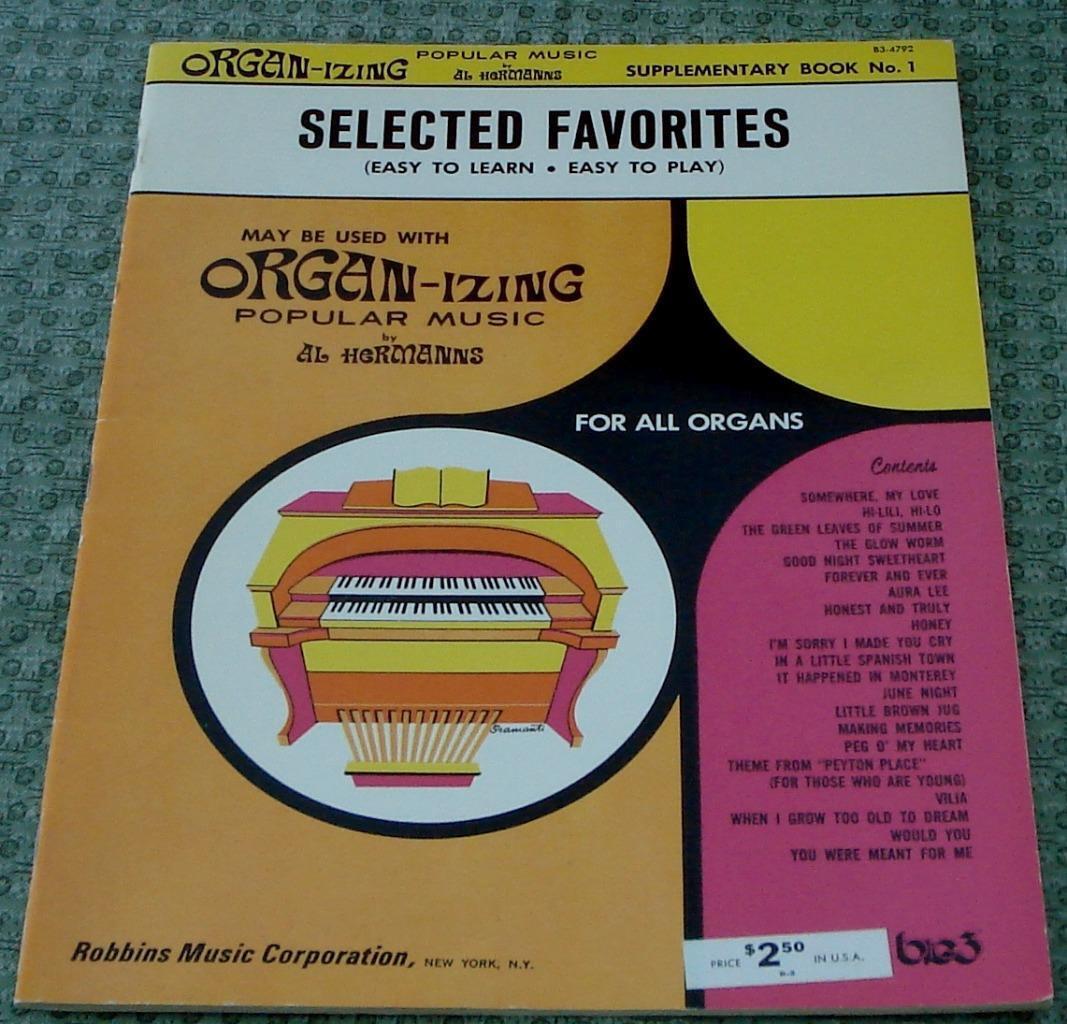 ORGAN-IZING POPULAR MUSIC by AL HERMANNS SUPPLEMENTARY BOOK No. 1
B3-4792
SELECTED FAVORITES
(EASY TO LEARN • EASY TO PLAY)
MAY BE USED WITH
ORGAN-IZING
POPULAR MUSIC
by
AL HERMANNS
FOR ALL ORGANS
Contents
SOMEWHERE, MY LOVE
HI-LILI, HI-LO
THE GREEN LEAVES OF SUMMER
THE GLOW WORM
GOOD NIGHT SWEETHEART
FOREVER AND EVER
AURA LEE
HONEST AND TRULY
HONEY
I'M SORRY I MADE YOU CRY
IN A LITTLE SPANISH TOWN
IT HAPPENED IN MONTEREY
JUNE NIGHT
LITTLE BROWN JUG
MAKING MEMORIES
PEG O' MY HEART
THEME FROM "PEYTON PLACE"
(FOR THOSE WHO ARE YOUNG)
VILIA
WHEN I GROW TOO OLD TO DREAM
WOULD YOU
YOU WERE MEANT FOR ME
Robbins Music Corporation, NEW YORK, N.Y.
PRICE $2.50 IN U.S.A.
B-3
big3